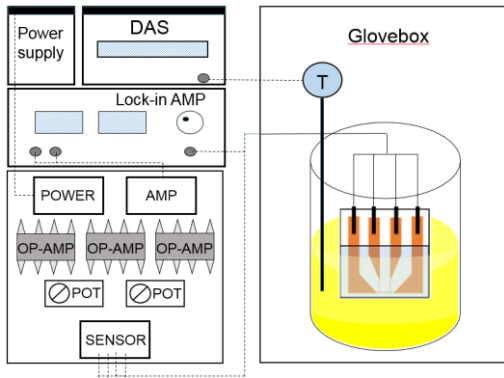 Power
supply
DAS
Lock-in AMP
POWER
AMP
OP-AMP
OP-AMP
OP-AMP
POT
POT
SENSOR
Glovebox
T